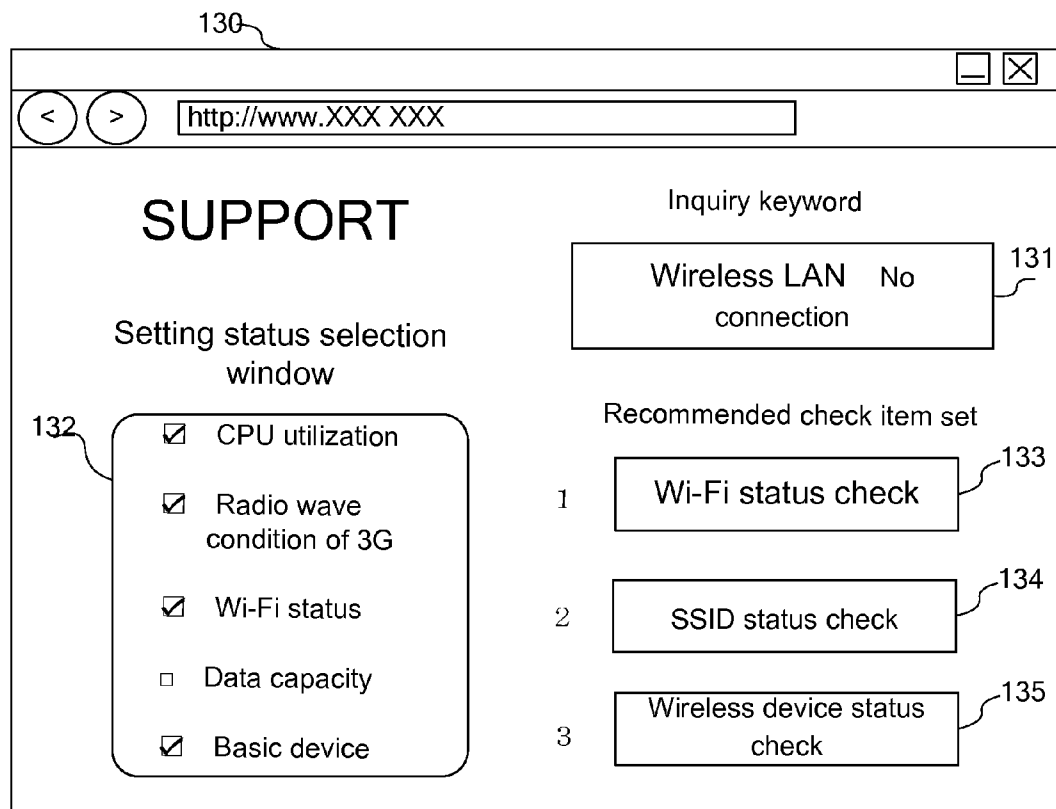 130
< > http://www.XXX XXX
SUPPORT
Setting status selection
window
132
CPU utilization
Radio wave
condition of 3G
Wi-Fi status
Data capacity
Basic device
Inquiry keyword
Wireless LAN No
connection
131
Recommended check item set
1 Wi-Fi status check 133
2 SSID status check 134
3 Wireless device status
check
135